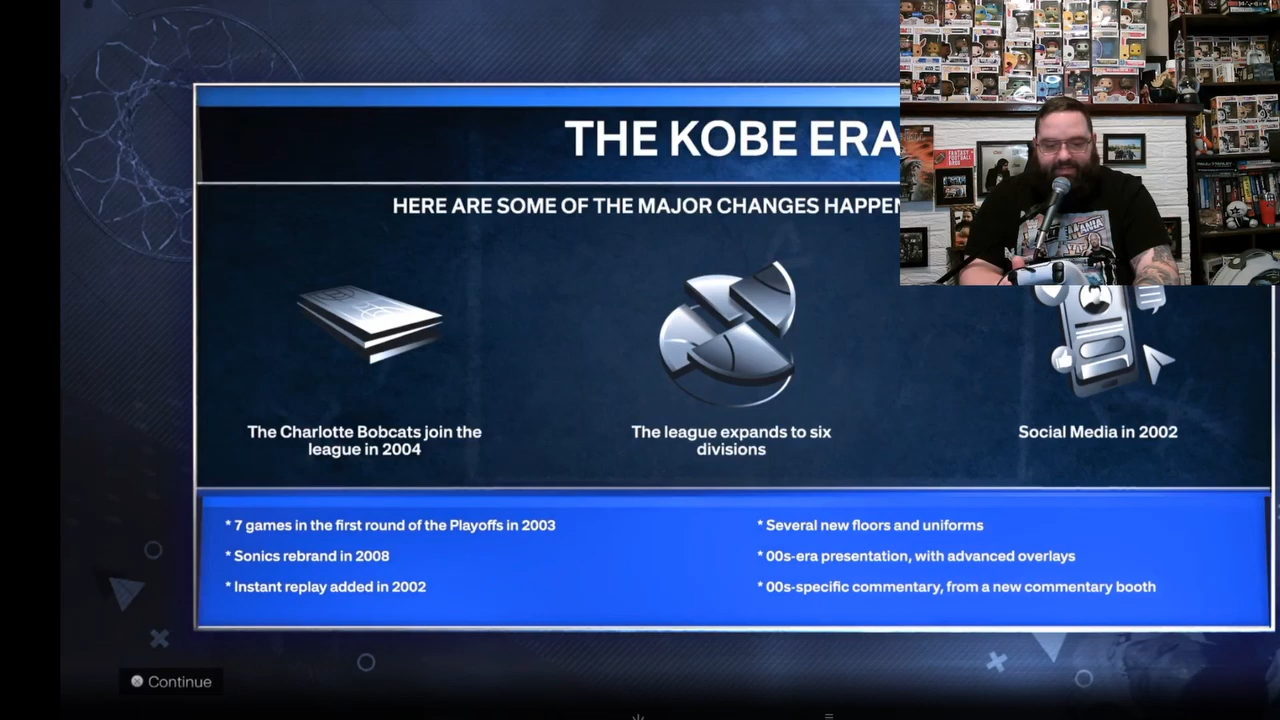 THE KOBE ERA
HERE ARE SOME OF THE MAJOR CHANGES
The Charlotte Bobcats join the
league in 2004
The league expands to six
divisions
Social Media in 2002
* 7 games in the first round of the Playoffs in 2003
* Sonics rebrand in 2008
* Instant replay added in 2002
* Several new floors and uniforms
* 00s-era presentation, with advanced overlays
* 00s-specific commentary, from a new commentary booth
Continue
FANTASY
FOOTBALL